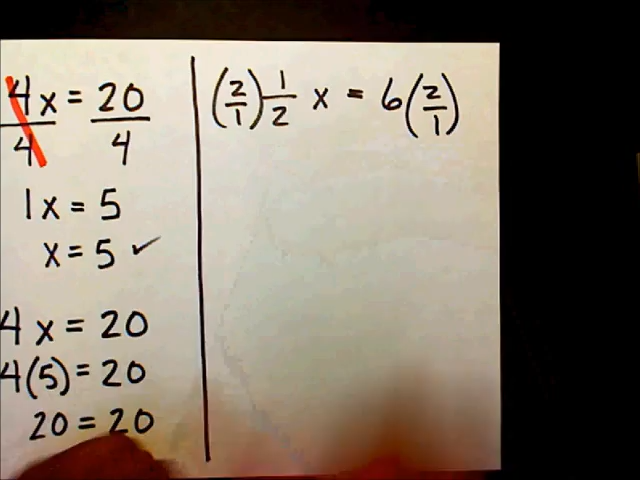 4x = 20
4 4
1x = 5
x = 5 ✓
4x = 20
4(5) = 20
20 = 20
(2/1) 1/2 x = 6 (2/1)